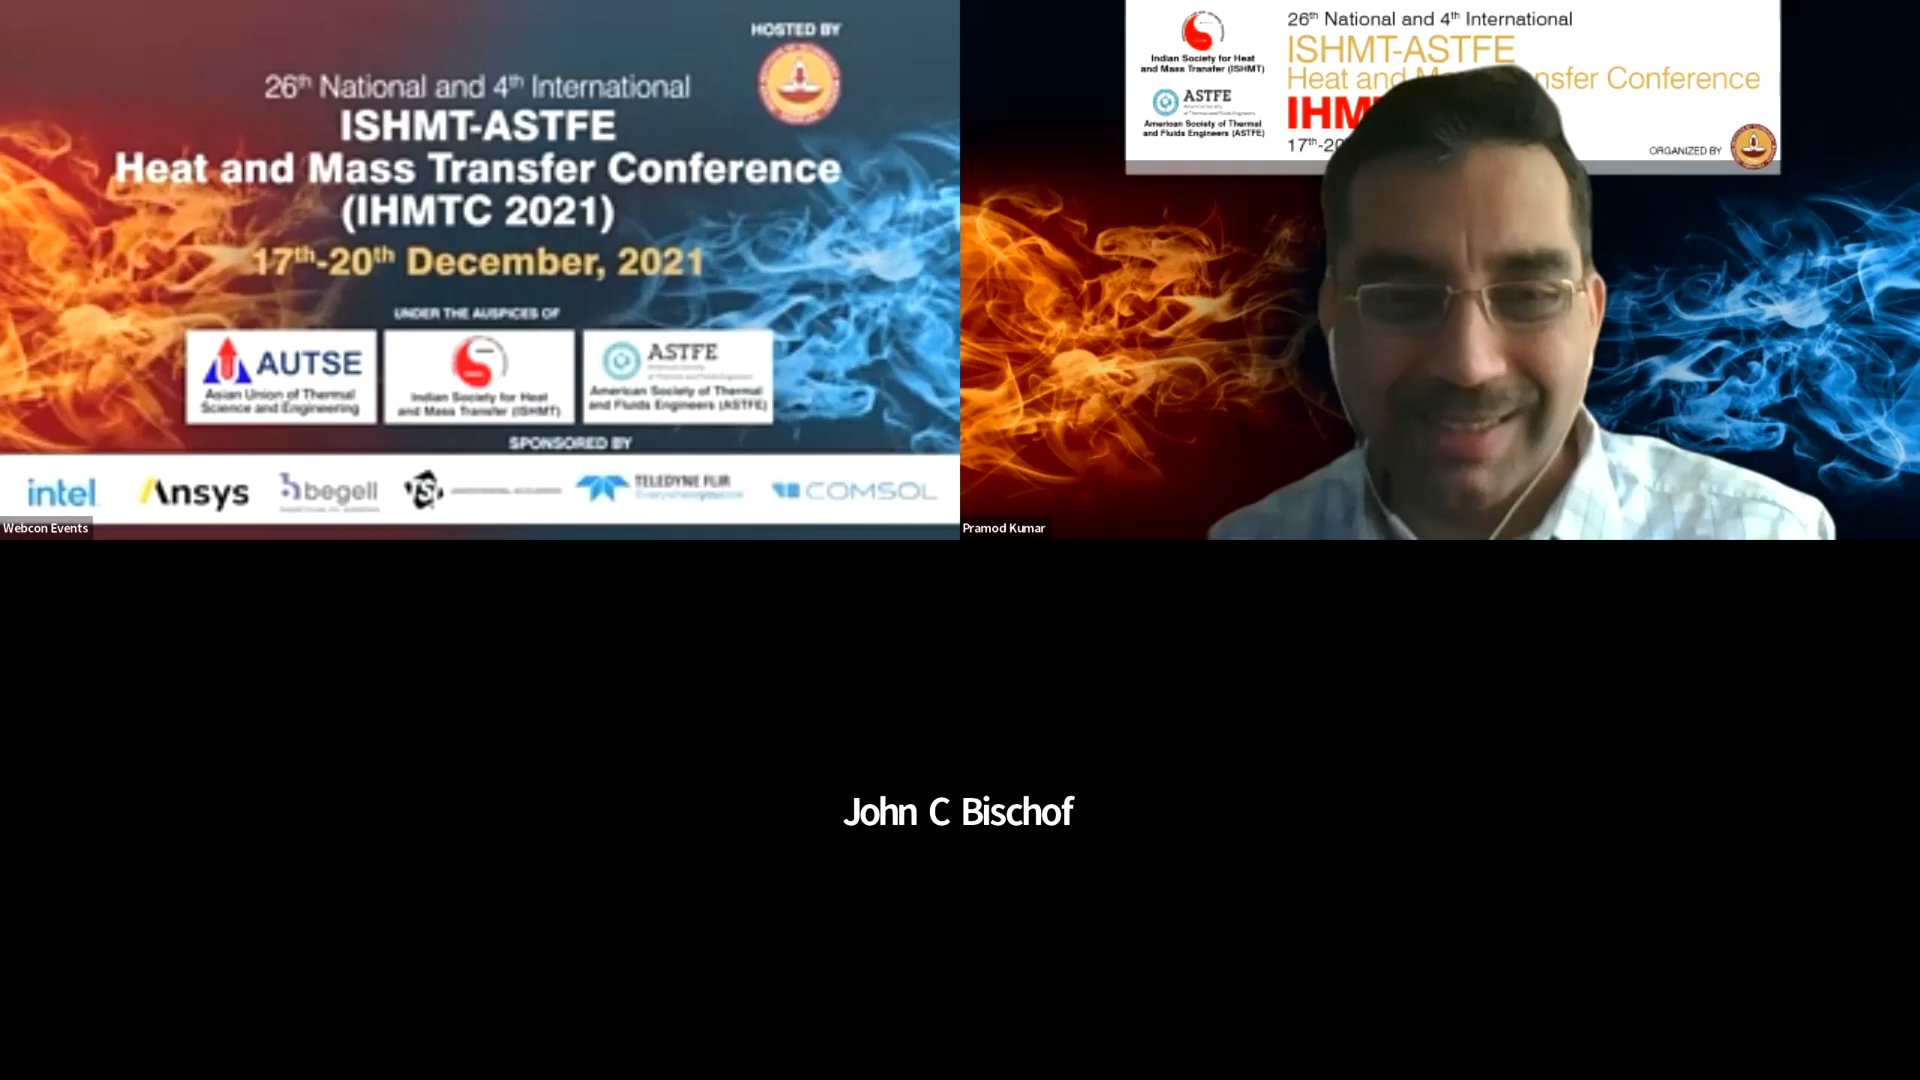 HOSTED BY
26th National and 4th International
ISHMT-ASTFE
Heat and Mass Transfer Conference
(IHMTC 2021)
17th-20th December, 2021
UNDER THE AUSPICES OF
AUTSE
Asian Union of Thermal
Science and Engineering
Indian Society for Heat
and Mass Transfer (ISHMT)
ASTFE
American Society of Thermal
and Fluids Engineers (ASTFE)
SPONSORED BY
intel
Ansys
begell
TSI
TELEDYNE FLIR
COMSOL
Webcon Events
Indian Society for Heat
and Mass Transfer (ISHMT)
ASTFE
American Society of Thermal
and Fluids Engineers (ASTFE)
26th National and 4th International
ISHMT-ASTFE
Heat and nsfer Conference
IHM
17th-20
ORGANIZED BY
Pramod Kumar
John C Bischof